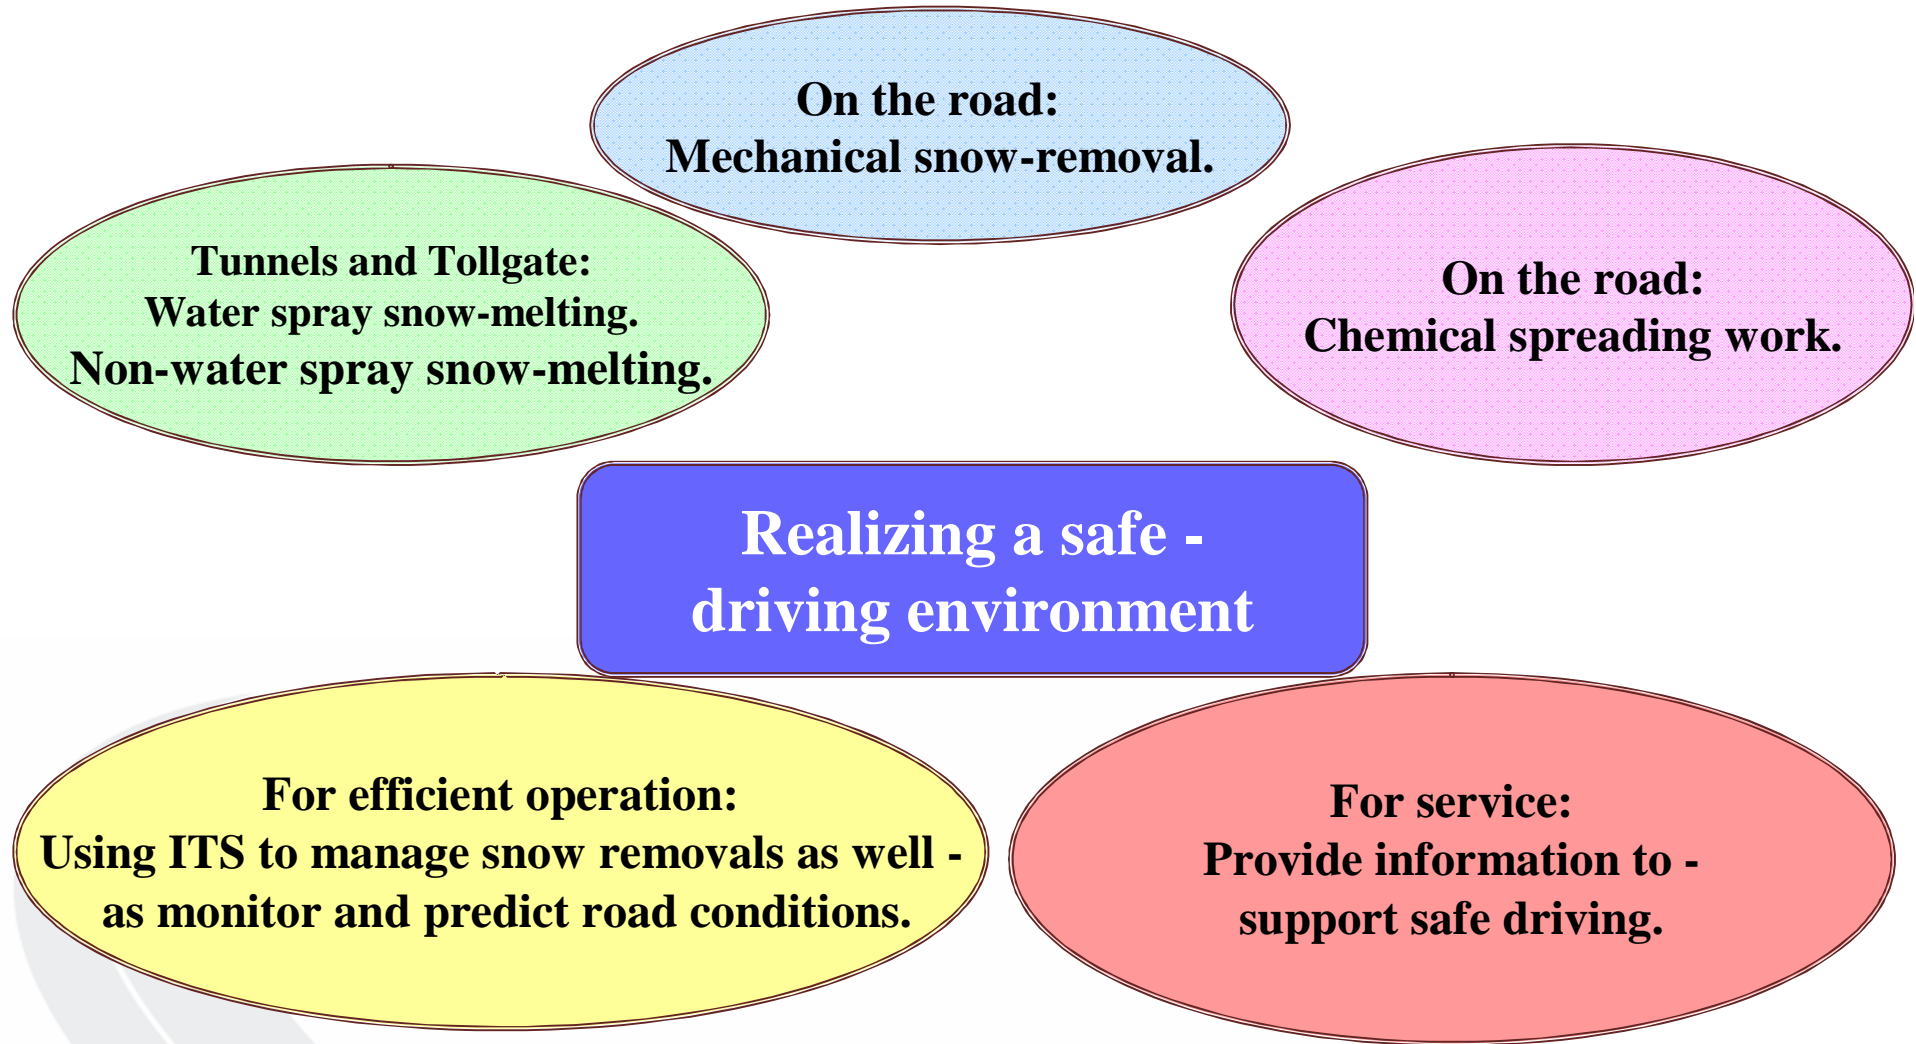 On the road:
Mechanical snow-removal.
Tunnels and Tollgate:
Water spray snow-melting.
Non-water spray snow-melting.
On the road:
Chemical spreading work.
Realizing a safe -
driving environment
For efficient operation:
Using ITS to manage snow removals as well -
as monitor and predict road conditions.
For service:
Provide information to -
support safe driving.